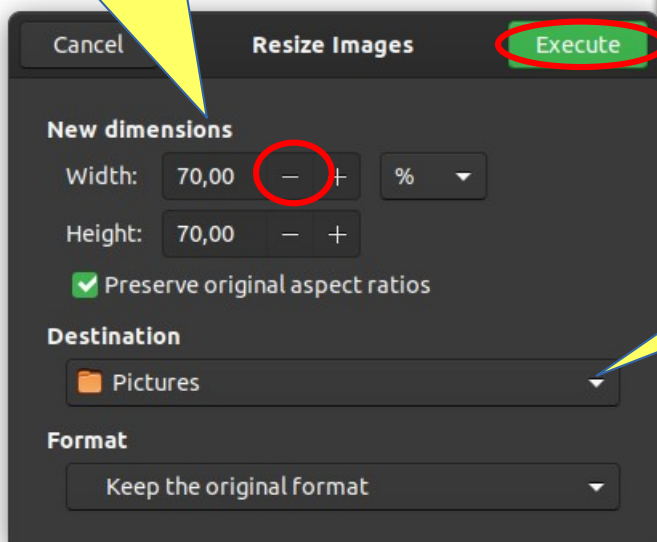 Cancel Resize Images Execute
New dimensions
Width: 70,00 − + %
Height: 70,00 − +
Preserve original aspect ratios
Destination
Pictures
Format
Keep the original format